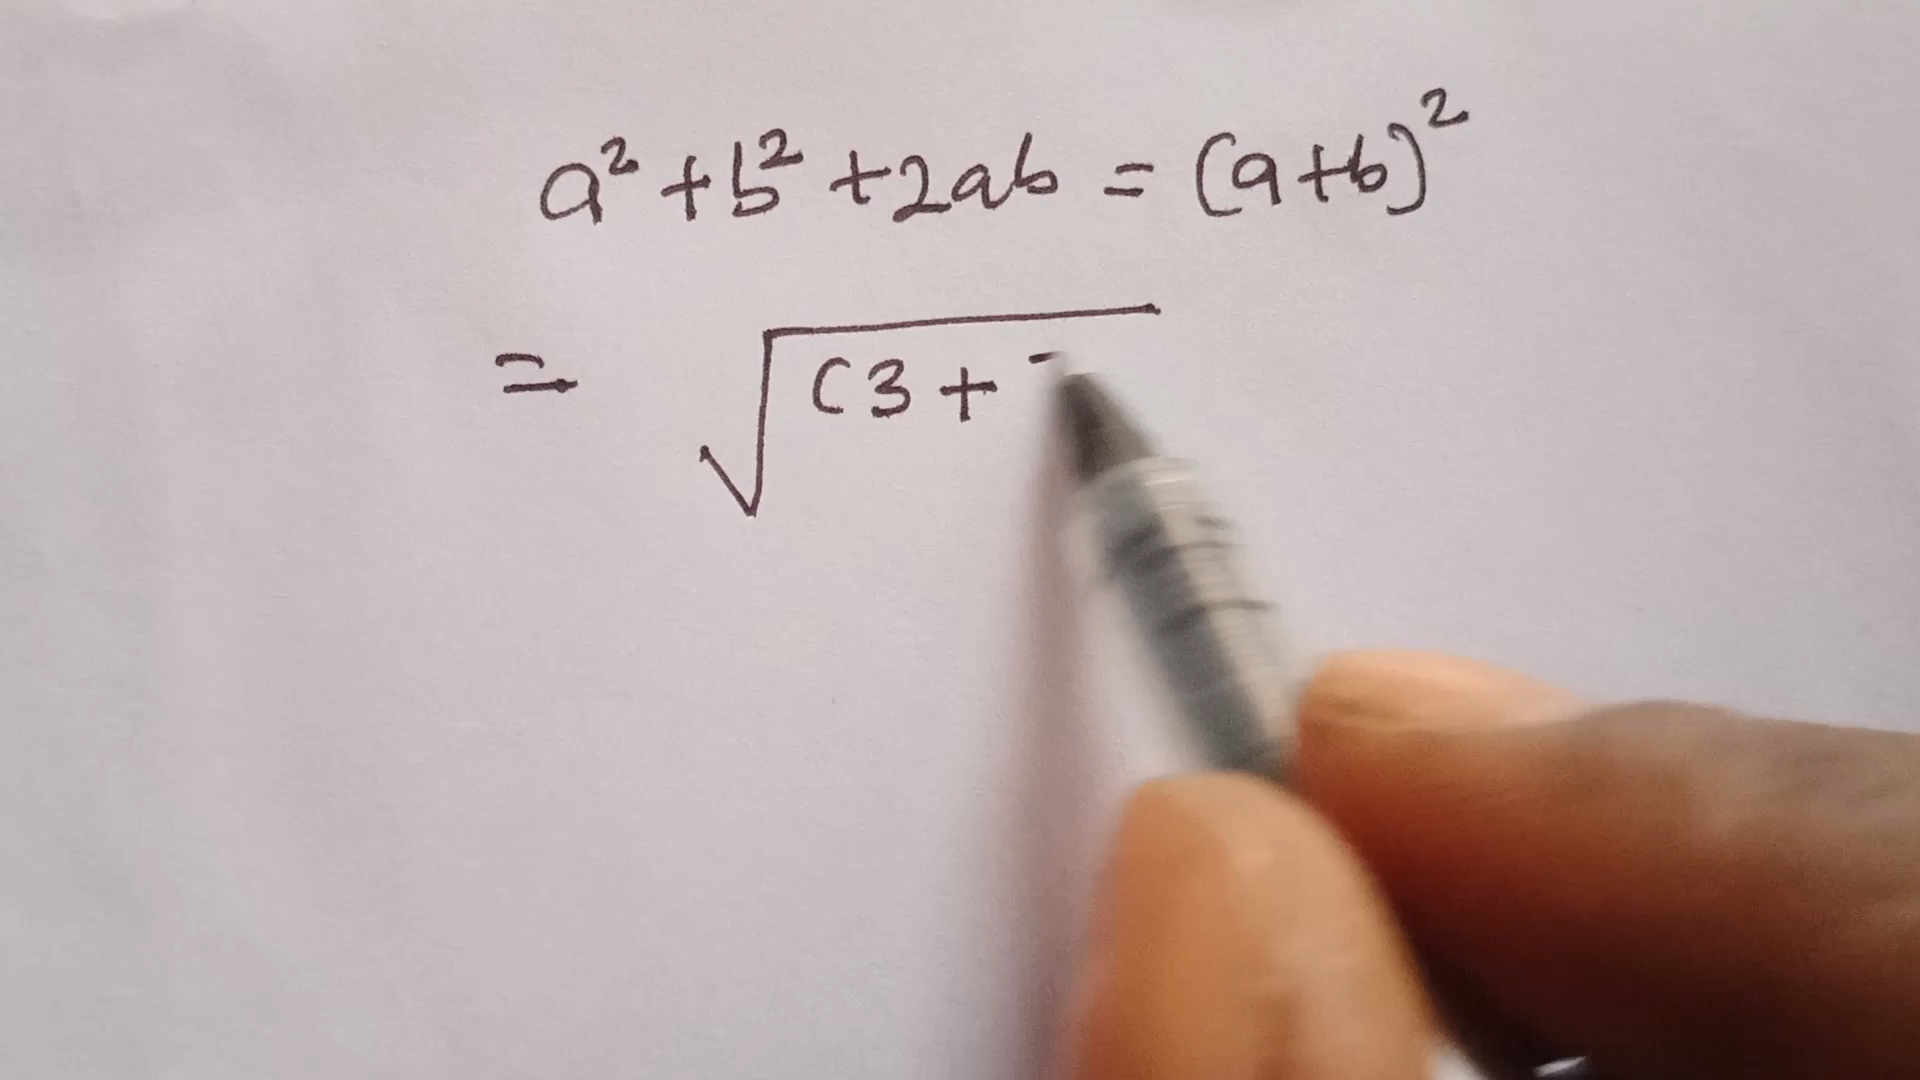 a² + b² + 2ab = (a+b)²
= √(3 +